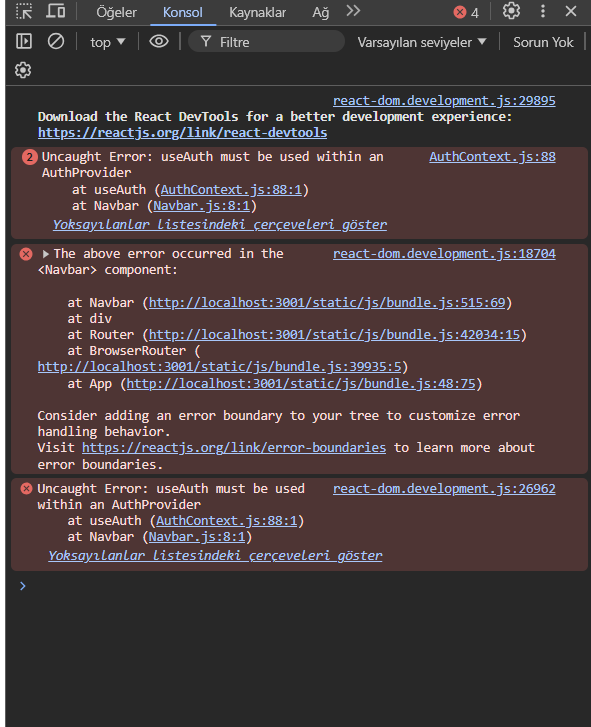 Öğeler Konsol Kaynaklar Ağ 4
top Filtre Varsayılan seviyeler Sorun Yok
react-dom.development.js:29895
Download the React DevTools for a better development experience:
https://reactjs.org/link/react-devtools
2 Uncaught Error: useAuth must be used within an AuthContext.js:88
AuthProvider
at useAuth (AuthContext.js:88:1)
at Navbar (Navbar.js:8:1)
Yoksayılanlar listesindeki çerçeveleri göster
The above error occurred in the react-dom.development.js:18704
<Navbar> component:
at Navbar (http://localhost:3001/static/js/bundle.js:515:69)
at div
at Router (http://localhost:3001/static/js/bundle.js:42034:15)
at BrowserRouter (
http://localhost:3001/static/js/bundle.js:39935:5)
at App (http://localhost:3001/static/js/bundle.js:48:75)
Consider adding an error boundary to your tree to customize error
handling behavior.
Visit https://reactjs.org/link/error-boundaries to learn more about
error boundaries.
Uncaught Error: useAuth must be used react-dom.development.js:26962
within an AuthProvider
at useAuth (AuthContext.js:88:1)
at Navbar (Navbar.js:8:1)
Yoksayılanlar listesindeki çerçeveleri göster